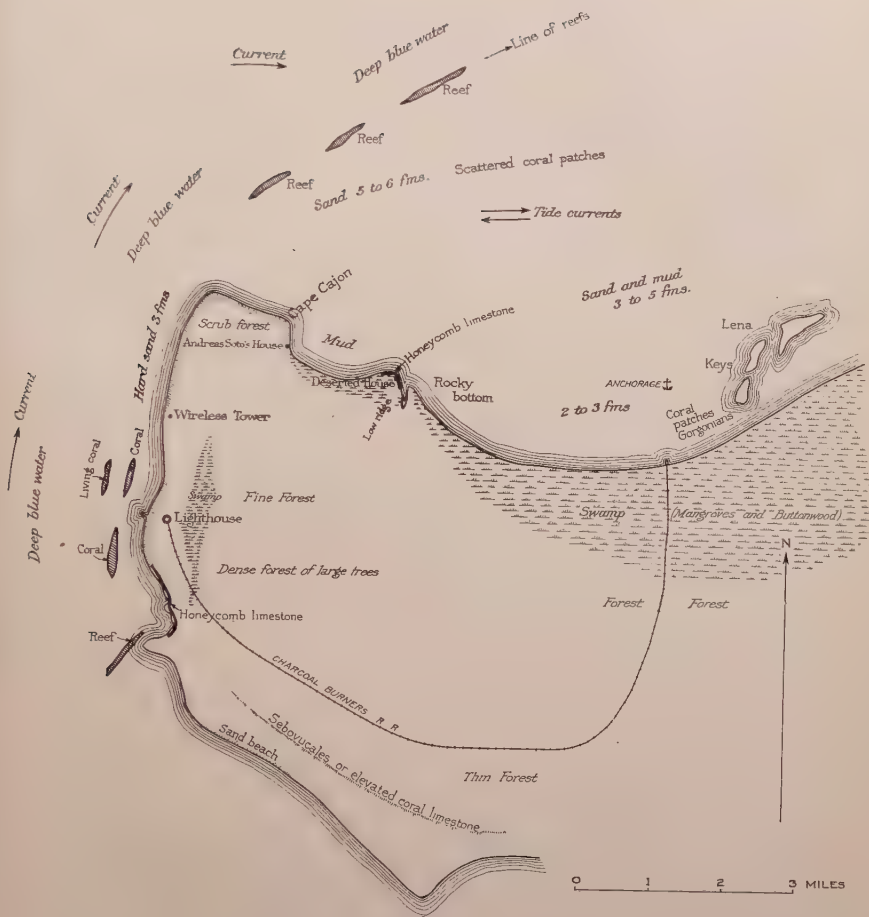 Current
Deep blue water
Line of reefs
Reef
Reef
Reef
Sand 5 to 6 fms.
Scattered coral patches
Current
Deep blue water
Tide currents
Cape Cajon
Sand and mud
3 to 5 fms.
Hard sand 3 fms
Scrub forest
Andreas Soto's House
Mud
Honeycomb limestone
Lena
Keys
Deserted House
Low ridge
Rocky
bottom
ANCHORAGE
2 to 3 fms
Coral
patches
Gorgonians
Current
Deep blue water
Wireless Tower
Living coral
Coral
Swamp
Fine Forest
Lighthouse
Swamp
(Mangroves and Buttonwood)
N
Coral
Dense forest of large trees
Honeycomb limestone
Forest
Forest
Reef
CHARCOAL BURNERS R R
Sebovucales or elevated coral limestone
Sand beach
Thin Forest
0 1 2 3 MILES